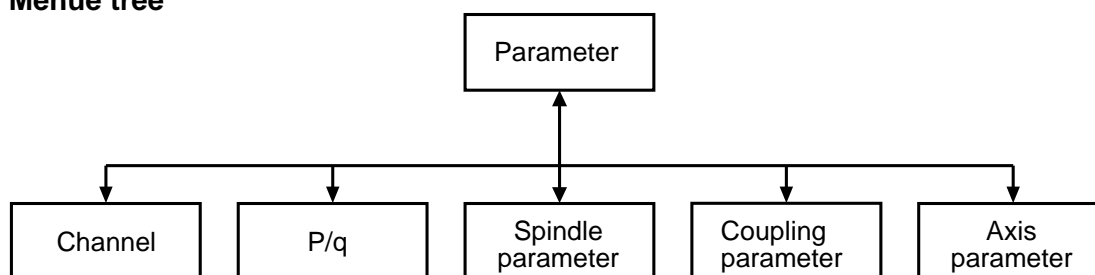 Menue tree
Parameter
Channel
P/q
Spindle
parameter
Coupling
parameter
Axis
parameter